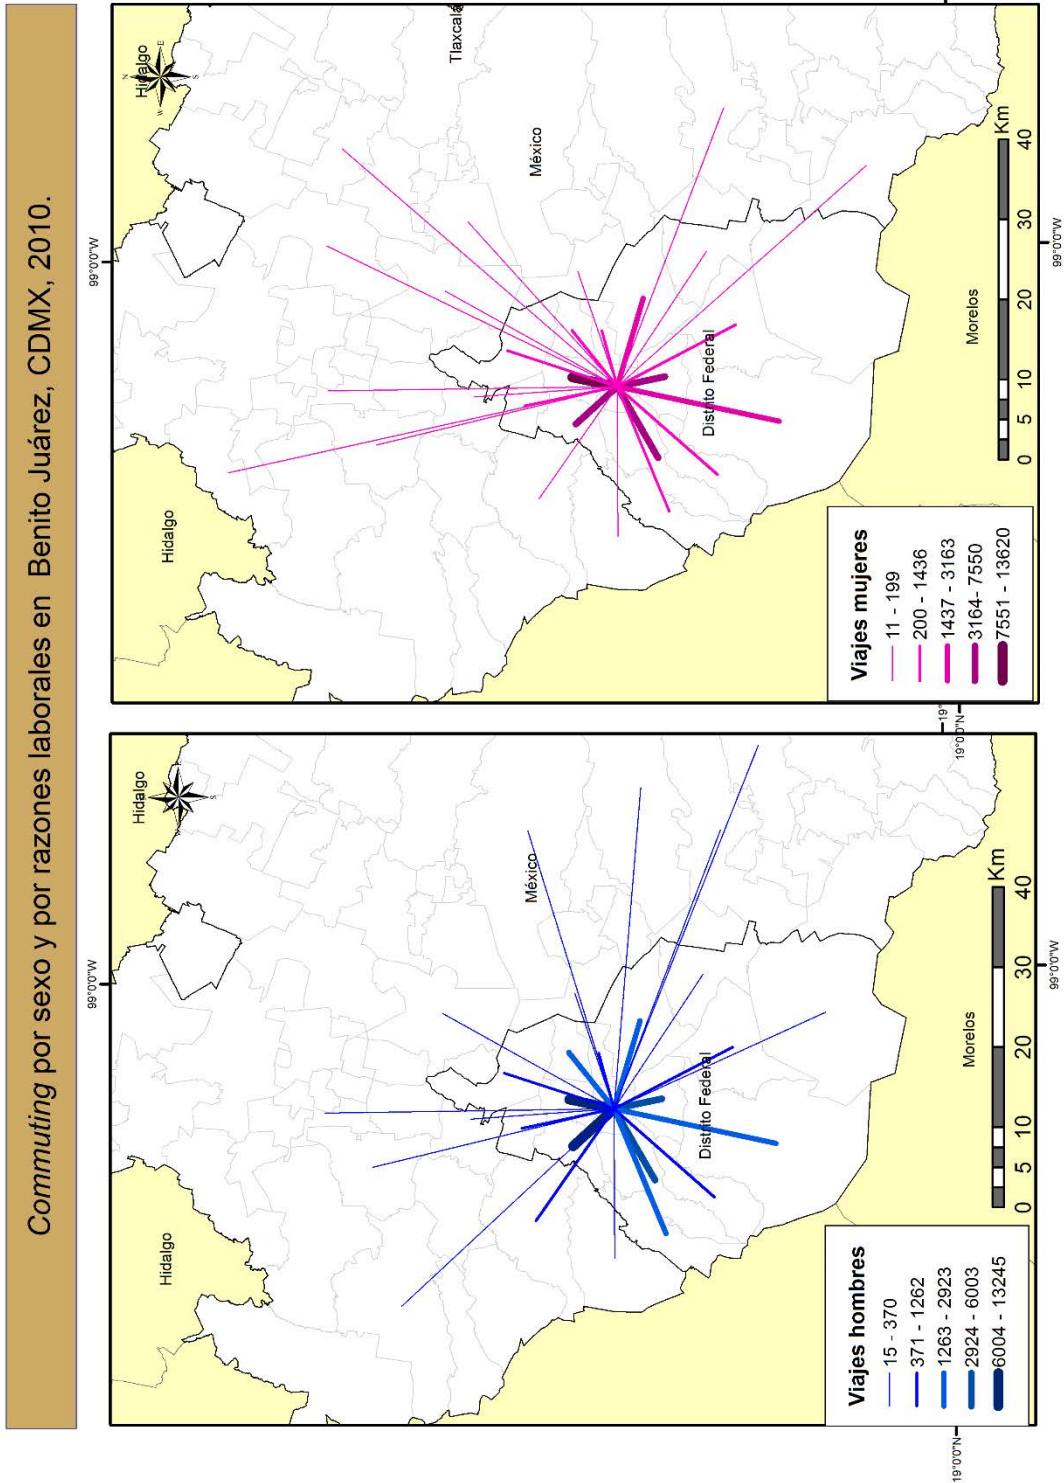 Commuting por sexo y por razones laborales en Benito Juárez, CDMX, 2010.
99°0'0"W
Hidalgo
Hidalgo
S
México
Distrito Federal
Morelos
19°0'0"N
99°0'0"W
Viajes hombres
15 - 370
371 - 1262
1263 - 2923
2924 - 6003
6004 - 13245
0 5 10 20 30 40
Km
99°0'0"W
Hidalgo
Hidalgo
N
E
S
W
Tlaxcala
México
Distrito Federal
Morelos
19°
19°0'0"N
99°0'0"W
Viajes mujeres
11 - 199
200 - 1436
1437 - 3163
3164- 7550
7551 - 13620
0 5 10 20 30 40
Km